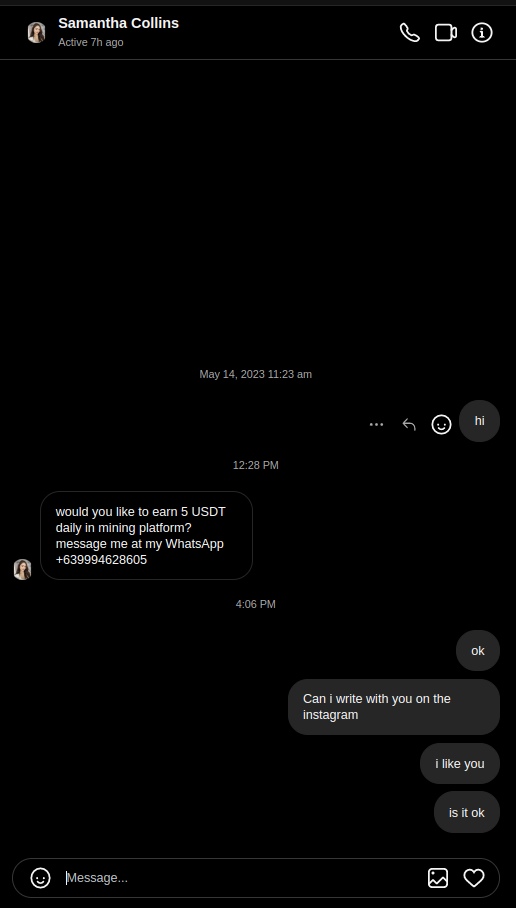 Samantha Collins
Active 7h ago
May 14, 2023 11:23 am
hi
12:28 PM
would you like to earn 5 USDT
daily in mining platform?
message me at my WhatsApp
+639994628605
4:06 PM
ok
Can i write with you on the
instagram
i like you
is it ok
Message...